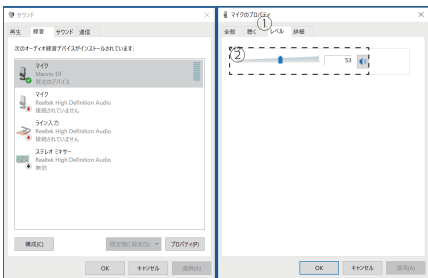 サウンド
再生 録音 サウンド 通信
次のオーディオ録音デバイスがインストールされています:
マイク
Maono
既定のデバイス
マイク
Realtek High Definition Audio
接続されていません
ライン入力
Realtek High Definition Audio
接続されていません
ステレオ ミキサー
Realtek High Definition Audio
無効
構成(C)
既定値に設定(S)
プロパティ(P)
OK
キャンセル
適用(A)
マイクのプロパティ
①
全般 聴く レベル 詳細
②
マイク
53
OK
キャンセル
適用(A)